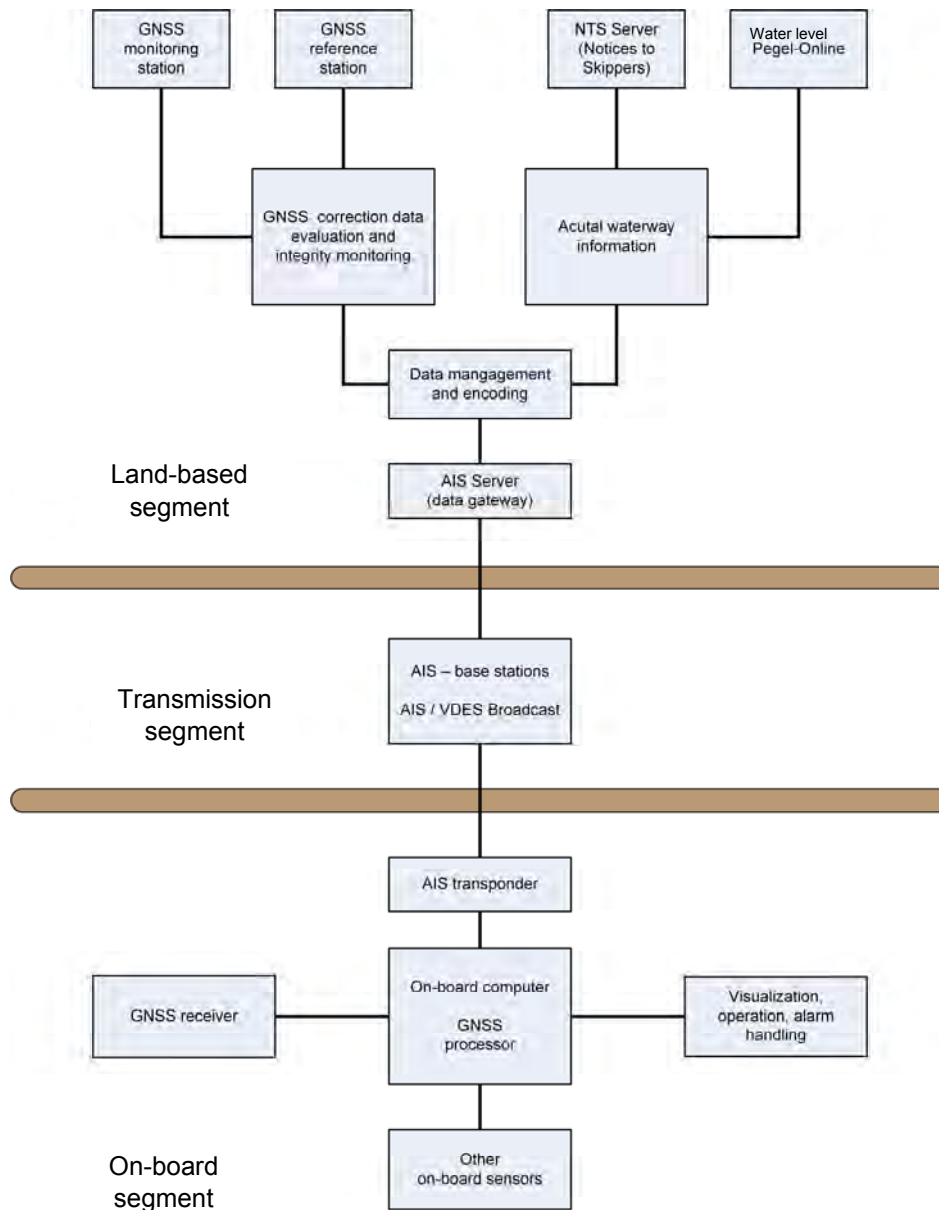 GNSS
monitoring
station
GNSS
reference
station
NTS Server
(Notices to
Skippers)
Water level
Pegel-Online
GNSS correction data
evaluation and
integrity monitoring
Acutal waterway
information
Data mangagement
and encoding
Land-based
segment
AIS Server
(data gateway)
Transmission
segment
AIS – base stations
AIS / VDES Broadcast
AIS transponder
GNSS receiver
On-board computer
GNSS
processor
Visualization,
operation, alarm
handling
On-board
segment
Other
on-board sensors